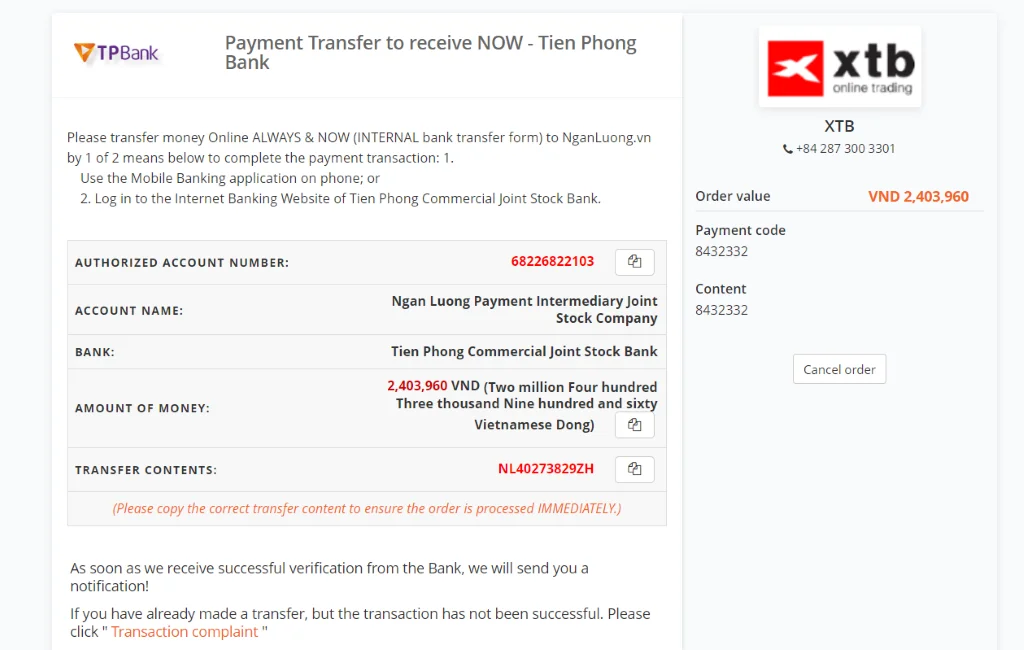 TPBank
Payment Transfer to receive NOW - Tien Phong
Bank
Please transfer money Online ALWAYS & NOW (INTERNAL bank transfer form) to NganLuong.vn
by 1 of 2 means below to complete the payment transaction: 1.
Use the Mobile Banking application on phone; or
2. Log in to the Internet Banking Website of Tien Phong Commercial Joint Stock Bank.
AUTHORIZED ACCOUNT NUMBER:
68226822103
ACCOUNT NAME:
Ngan Luong Payment Intermediary Joint
Stock Company
BANK:
Tien Phong Commercial Joint Stock Bank
AMOUNT OF MONEY:
2,403,960 VND (Two million Four hundred
Three thousand Nine hundred and sixty
Vietnamese Dong)
TRANSFER CONTENTS:
NL40273829ZH
(Please copy the correct transfer content to ensure the order is processed IMMEDIATELY.)
As soon as we receive successful verification from the Bank, we will send you a
notification!
If you have already made a transfer, but the transaction has not been successful. Please
click " Transaction complaint "
xtb
online trading
XTB
+84 287 300 3301
Order value
VND 2,403,960
Payment code
8432332
Content
8432332
Cancel order